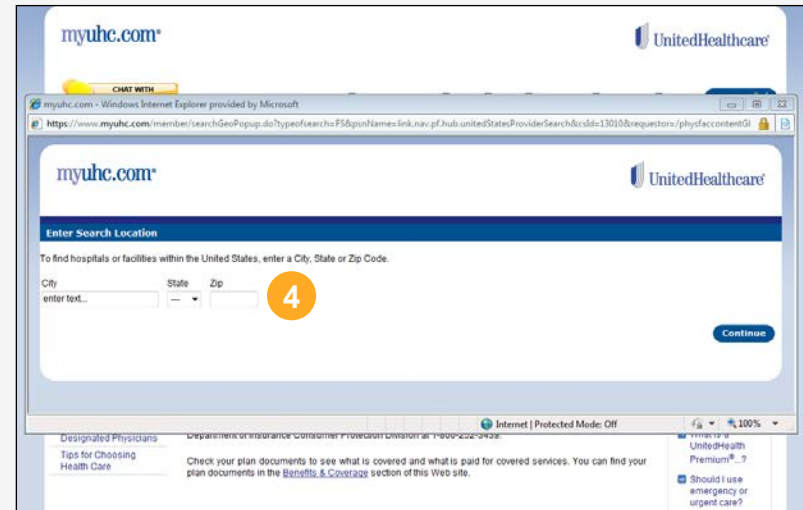 myuhc.com®
UnitedHealthcare®
CHAT WITH
myuhc.com - Windows Internet Explorer provided by Microsoft
https://www.myuhc.com/member/searchGeoPopup.do?typeofsearch=FS&psnName=link.nav.pf.hub.unitedStatesProviderSearch&csId=13010&requestor=/physfaccontentGl
myuhc.com®
UnitedHealthcare®
Enter Search Location
To find hospitals or facilities within the United States, enter a City, State or Zip Code.
City State Zip
enter text... ---
4
Continue
Internet | Protected Mode: Off 100%
Designated Physicians
Department of Insurance Consumer Protection Division at 1-800-252-3439.
Tips for Choosing
Health Care
Check your plan documents to see what is covered and what is paid for covered services. You can find your
plan documents in the Benefits & Coverage section of this Web site.
What is a
UnitedHealth
Premium®...?
Should I use
emergency or
urgent care?